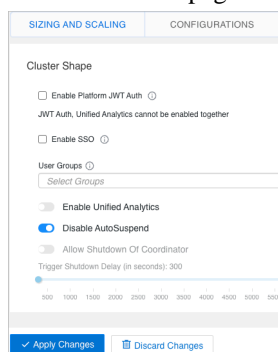 SIZING AND SCALING
CONFIGURATIONS
Cluster Shape
Enable Platform JWT Auth
JWT Auth, Unified Analytics cannot be enabled together
Enable SSO
User Groups
Select Groups
Enable Unified Analytics
Disable AutoSuspend
Allow Shutdown Of Coordinator
Trigger Shutdown Delay (in seconds): 300
500 1000 1500 2000 2500 3000 3500 4000 4500 5000
Apply Changes
Discard Changes